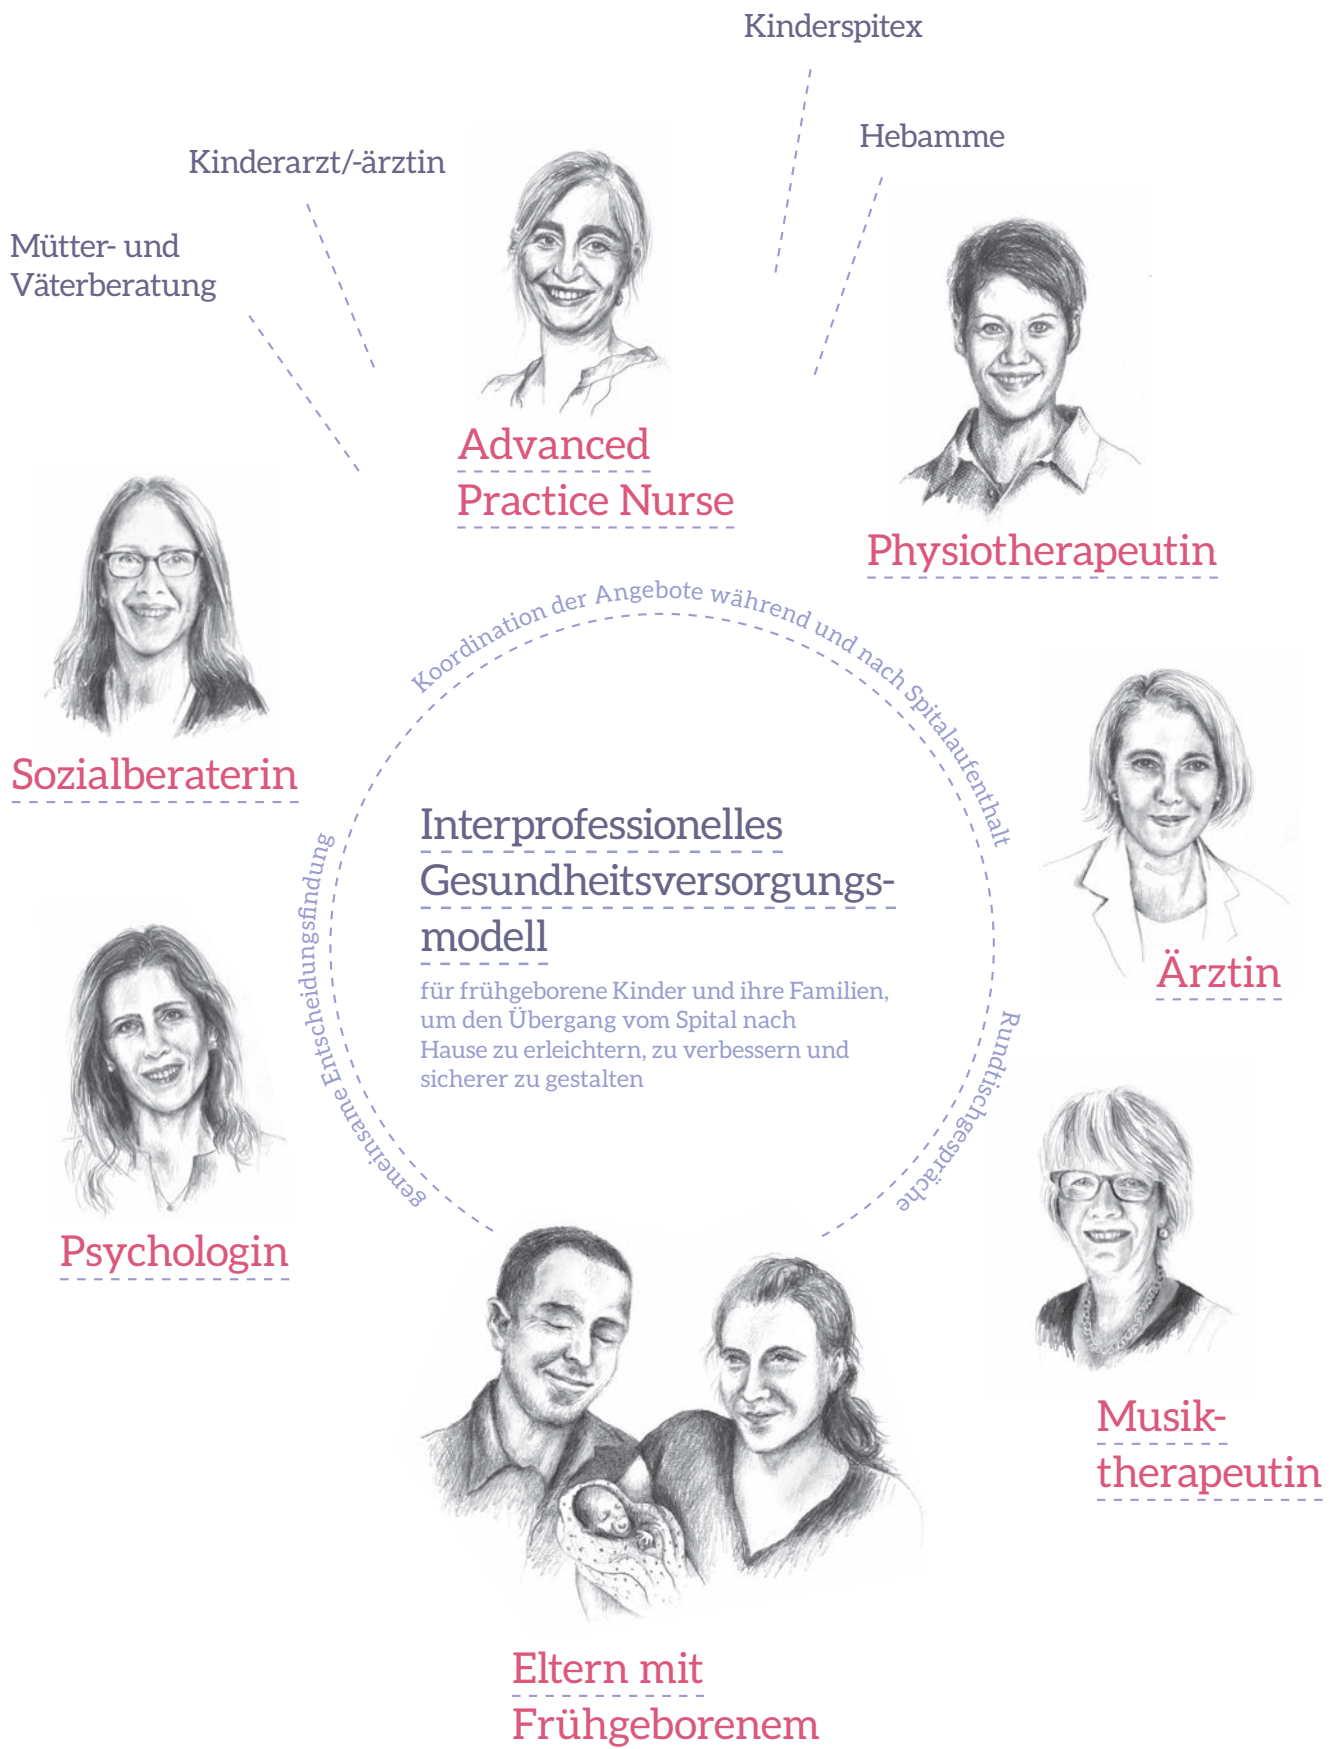 Kinderspitex
Hebamme
Kinderarzt/-ärztin
Mütter- und
Väterberatung
Advanced
Practice Nurse
Physiotherapeutin
Koordination der Angebote während und nach Spitalaufenthalt
Sozialberaterin
Interprofessionelles
Gesundheitsversorgungs-
modell
für frühgeborene Kinder und ihre Familien,
um den Übergang vom Spital nach
Hause zu erleichtern, zu verbessern und
sicherer zu gestalten
gemeinsame Entscheidungsfindung
Ärztin
Rundtischgespräche
Psychologin
Musik-
therapeutin
Eltern mit
Frühgeborenem